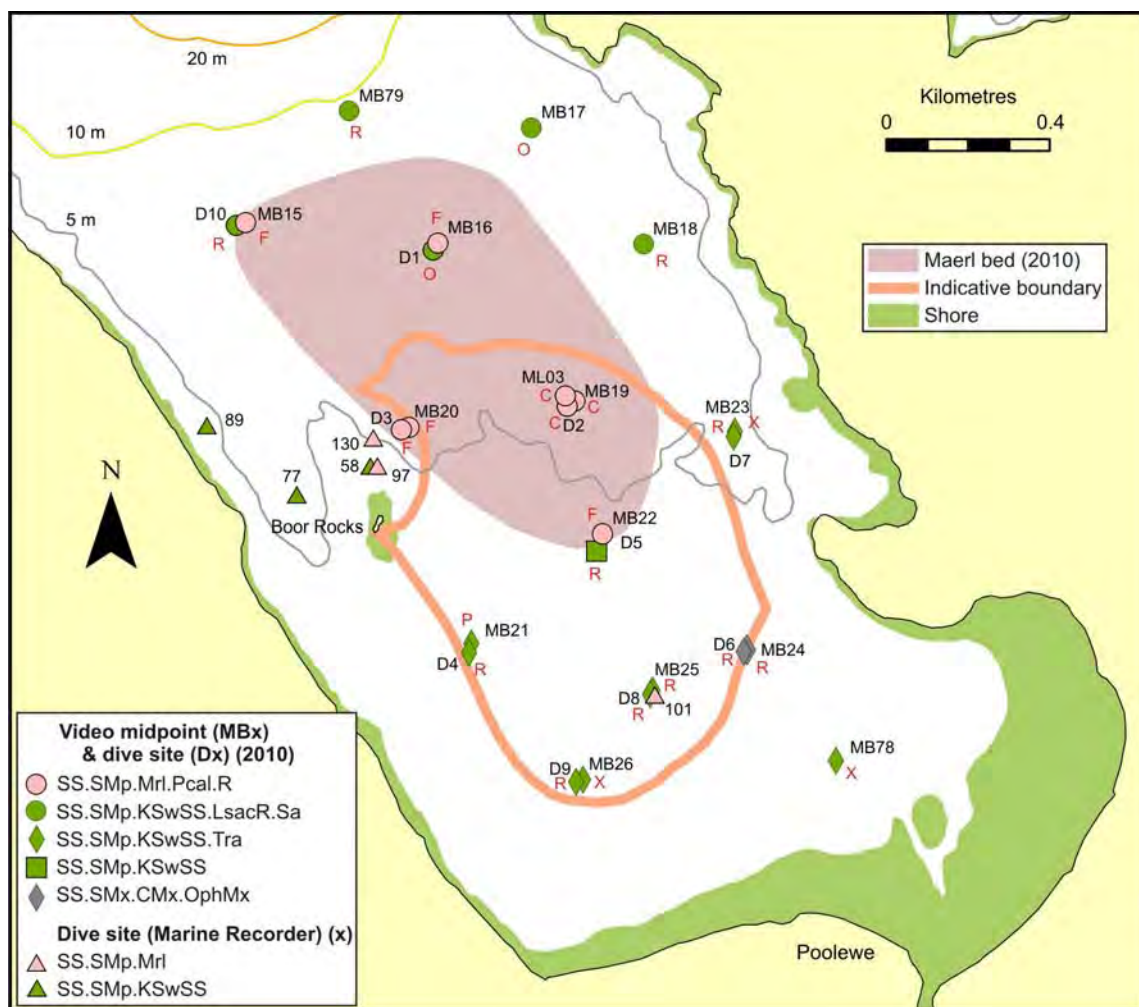 20 m
MB79
R
MB17
O
Kilometres
0 0.4
10 m
5 m
D10
MB15
R
F
F
MB16
D1
O
MB18
R
Maerl bed (2010)
Indicative boundary
Shore
ML03
MB19
C
C
C
D2
D3
MB20
F
F
130
89
MB23
R
X
D7
58
97
77
N
Boor Rocks
F
MB22
D5
R
P
MB21
D4
R
D6
MB24
R
R
MB25
R
D8
R
101
D9
MB26
R
X
MB78
X
Video midpoint (MBx)
& dive site (Dx) (2010)
SS.SMp.Mrl.Pcal.R
SS.SMp.KSwSS.LsacR.Sa
SS.SMp.KSwSS.Tra
SS.SMp.KSwSS
SS.SMx.CMx.OphMx
Dive site (Marine Recorder) (x)
SS.SMp.Mrl
SS.SMp.KSwSS
Poolewe